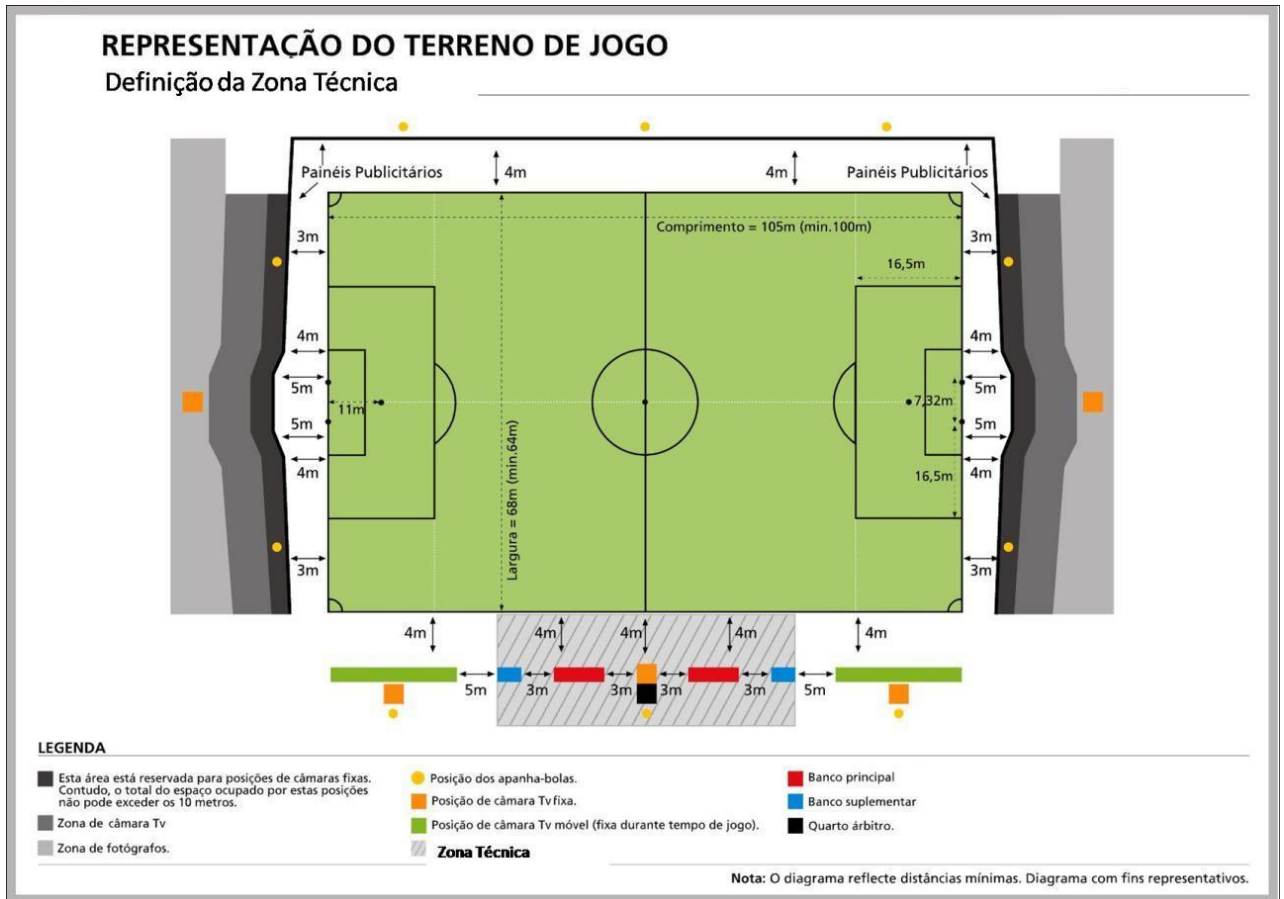 REPRESENTAÇÃO DO TERRENO DE JOGO
Definição da Zona Técnica
Painéis Publicitários
4m
4m
Painéis Publicitários
Comprimento = 105m (min.100m)
3m
3m
16,5m
4m
4m
5m
5m
11m
7,32m
5m
5m
4m
4m
16,5m
Largura = 68m (min.64m)
3m
3m
4m
4m
4m
4m
4m
5m
3m
3m
3m
3m
5m
LEGENDA
Esta área está reservada para posições de câmaras fixas.
Contudo, o total do espaço ocupado por estas posições
não pode exceder os 10 metros.
Zona de câmara Tv
Zona de fotógrafos.
Posição dos apanha-bolas.
Posição de câmara Tv fixa.
Posição de câmara Tv móvel (fixa durante tempo de jogo).
Zona Técnica
Banco principal
Banco suplementar
Quarto árbitro.
Nota: O diagrama reflecte distâncias mínimas. Diagrama com fins representativos.